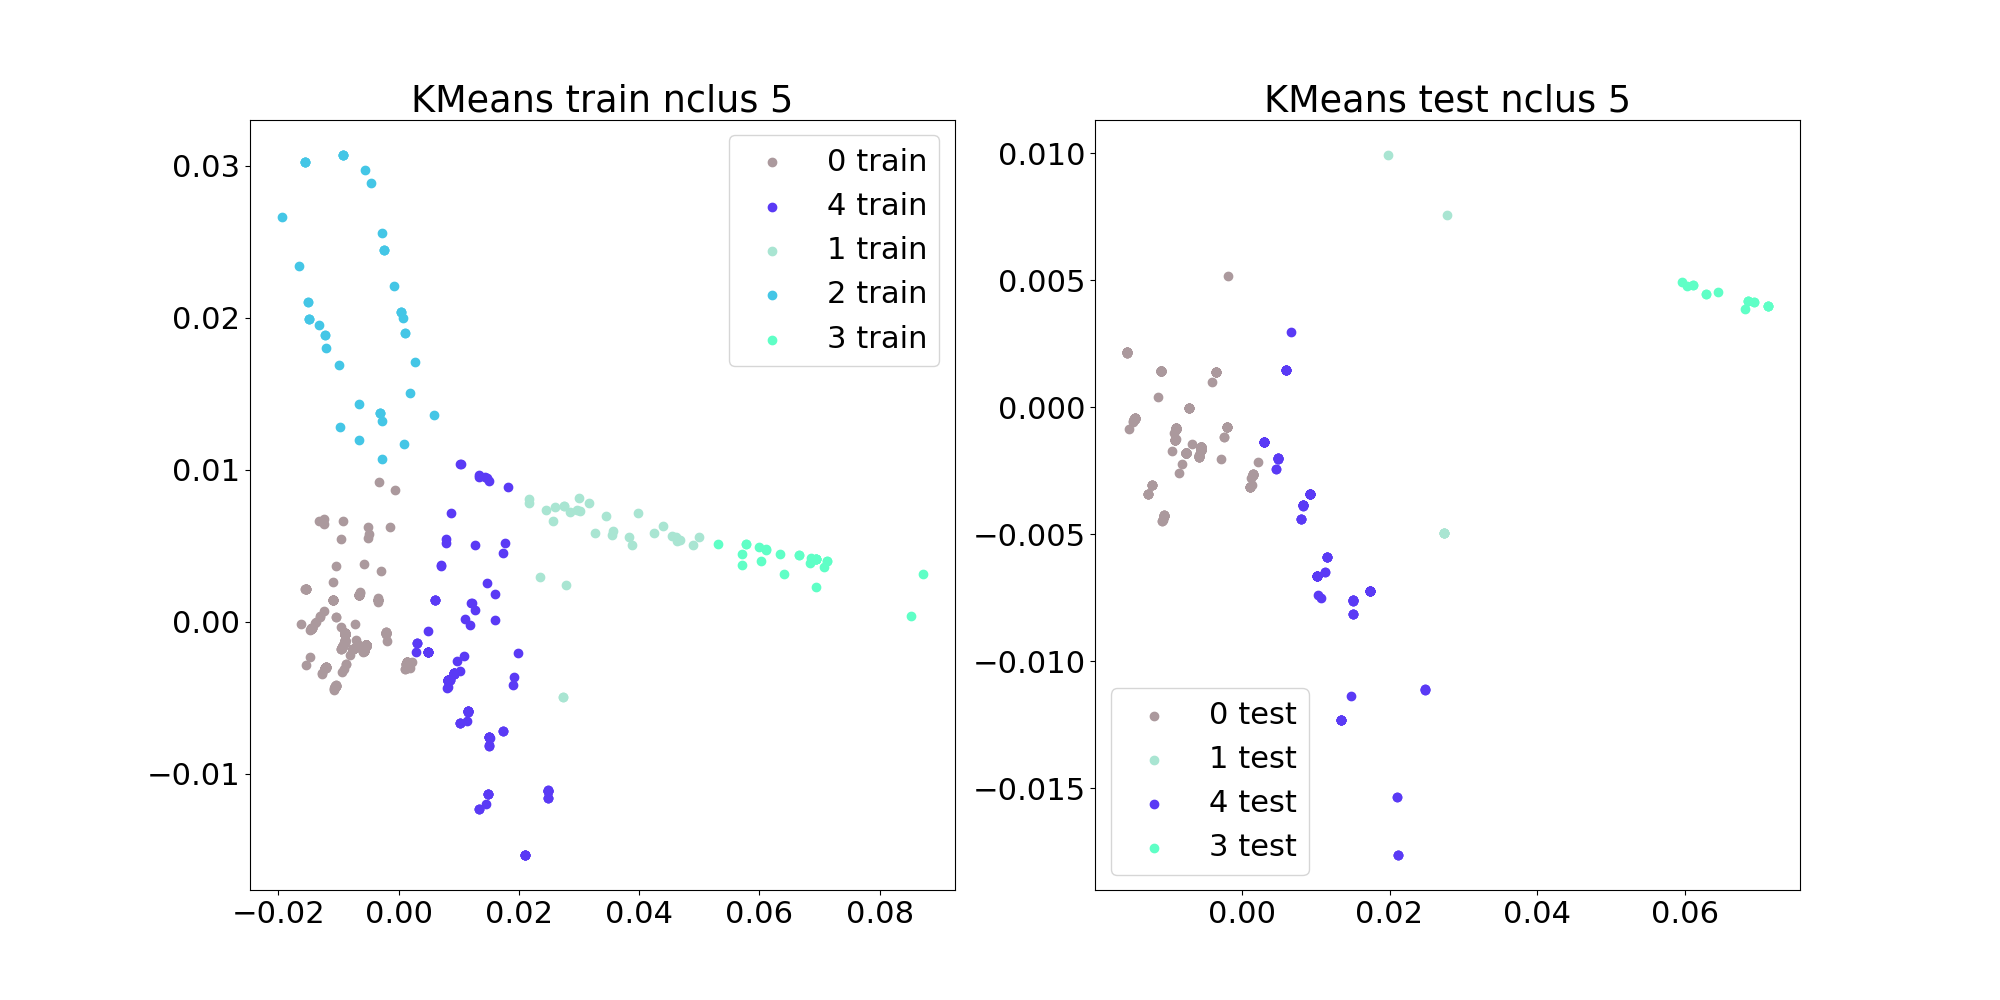 KMeans train nclus 5
0.03
0.02
0.01
0.00
−0.01
−0.02 0.00 0.02 0.04 0.06 0.08
0 train
4 train
1 train
2 train
3 train
KMeans test nclus 5
0.010
0.005
0.000
−0.005
−0.010
−0.015
0.00 0.02 0.04 0.06
0 test
1 test
4 test
3 test